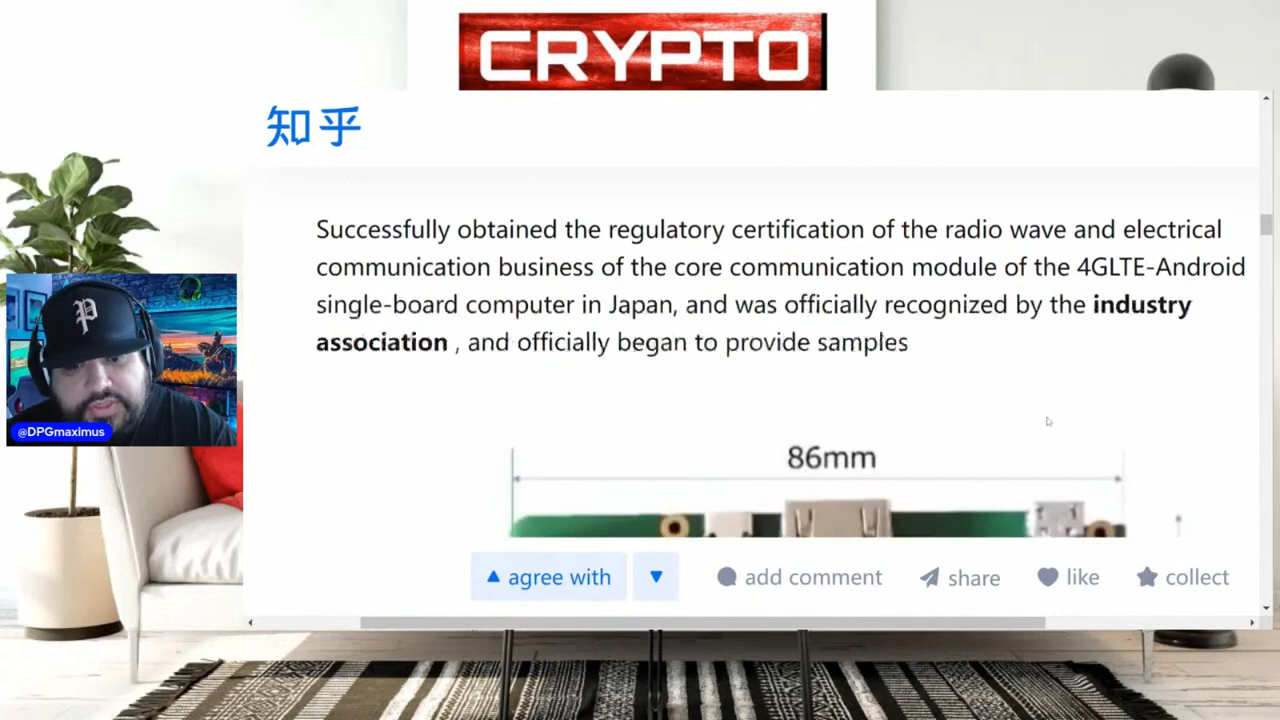 CRYPTO
知乎
Successfully obtained the regulatory certification of the radio wave and electrical
communication business of the core communication module of the 4GLTE-Android
single-board computer in Japan, and was officially recognized by the industry
association , and officially began to provide samples
P
@DPGmaximus
86mm
agree with
add comment
share
like
collect